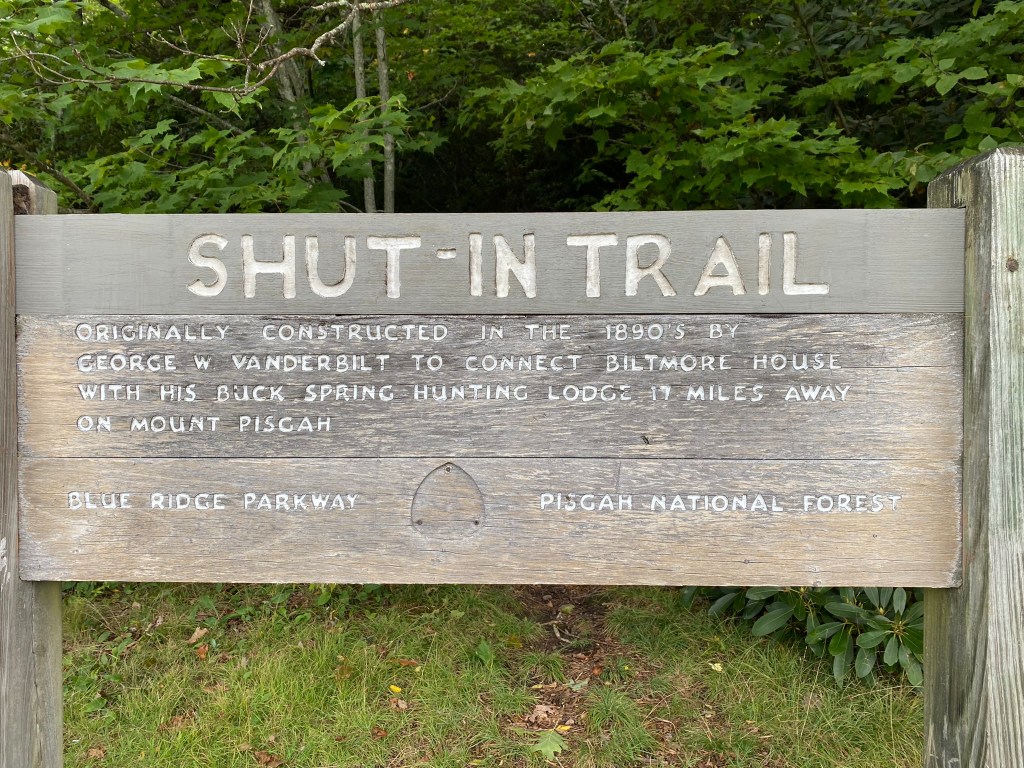 SHUT-IN TRAIL
ORIGINALLY CONSTRUCTED IN THE 1890'S BY
GEORGE W. VANDERBILT TO CONNECT BILTMORE HOUSE
WITH HIS BUCK SPRING HUNTING LODGE 17 MILES AWAY
ON MOUNT PISGAH
BLUE RIDGE PARKWAY PISGAH NATIONAL FOREST